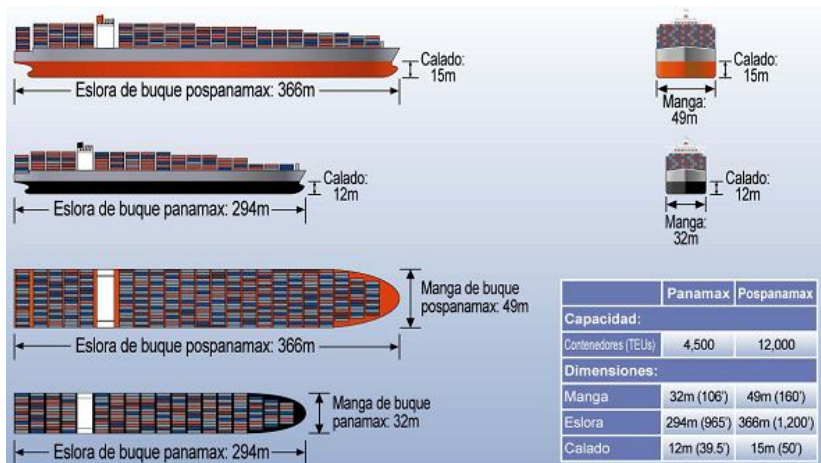 Calado:
15m
Eslora de buque pospanamax: 366m
Calado:
15m
Manga:
49m
Calado:
12m
Eslora de buque panamax: 294m
Calado:
12m
Manga:
32m
Manga de buque
pospanamax: 49m
Eslora de buque pospanamax: 366m
Manga de buque
panamax: 32m
Eslora de buque panamax: 294m
Panamax Pospanamax
Capacidad:
Contenedores (TEUs) 4,500 12,000
Dimensiones:
Manga 32m (106') 49m (160')
Eslora 294m (965') 366m (1,200')
Calado 12m (39.5') 15m (50')